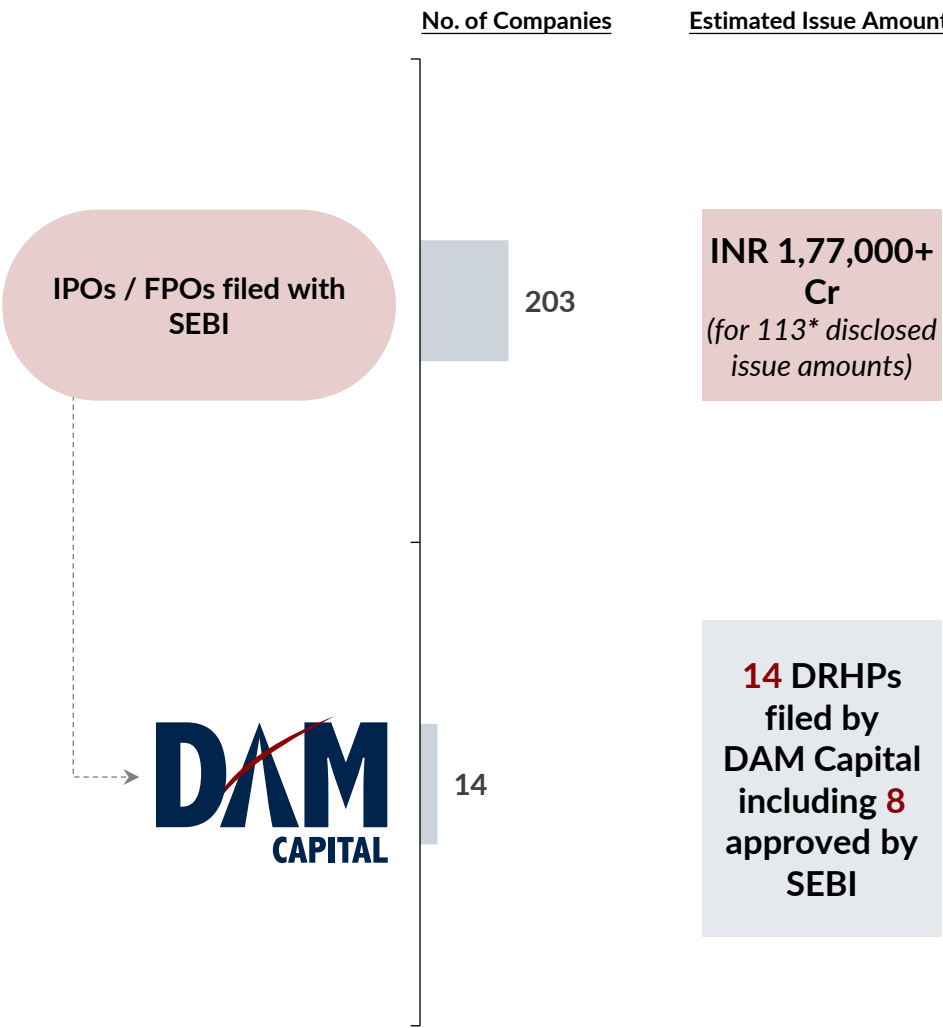 No. of Companies
Estimated Issue Amount
IPOs / FPOs filed with
SEBI
203
INR 1,77,000+
Cr
(for 113* disclosed
issue amounts)
DAM
CAPITAL
14
14 DRHPs
filed by
DAM Capital
including 8
approved by
SEBI